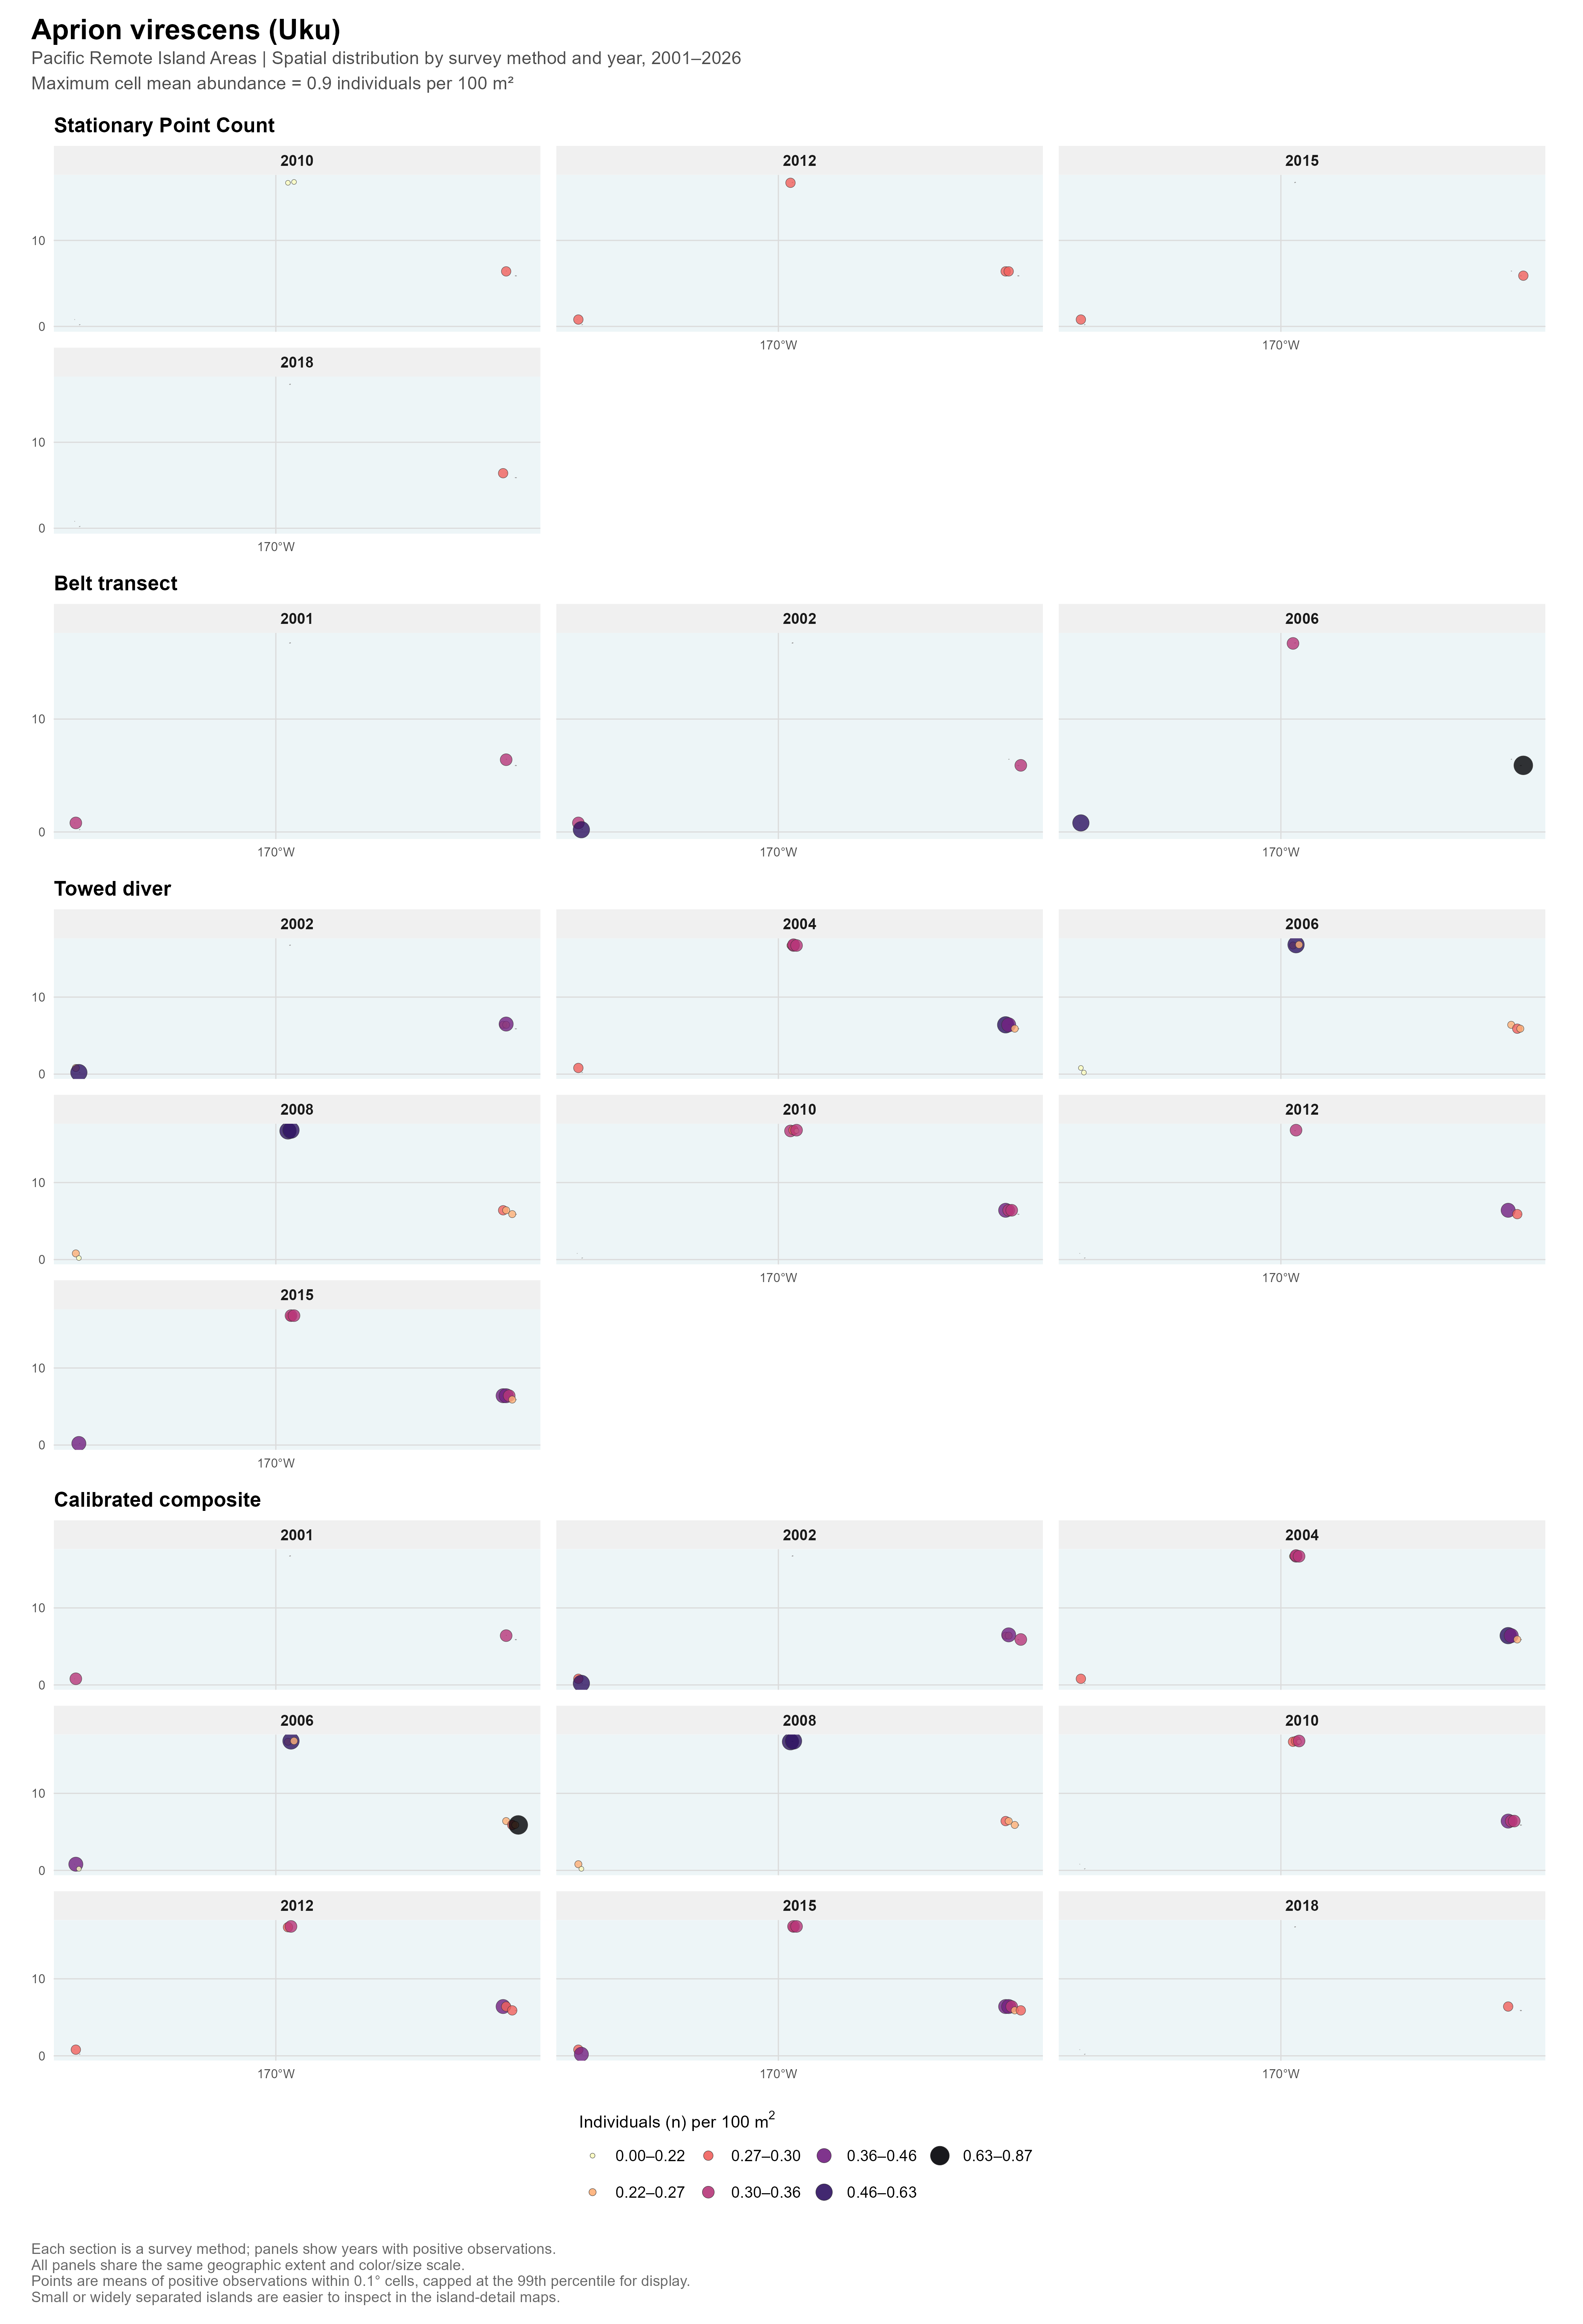 Aprion virescens (Uku)
Pacific Remote Island Areas | Spatial distribution by survey method and year, 2001–2026
Maximum cell mean abundance = 0.9 individuals per 100 m²
Stationary Point Count
2010 2012 2015
10
0
170°W 170°W
2018
10
0
170°W
Belt transect
2001 2002 2006
10
0
170°W 170°W 170°W
Towed diver
2002 2004 2006
10
0
2008 2010 2012
10
0
170°W 170°W
2015
10
0
170°W
Calibrated composite
2001 2002 2004
10
0
2006 2008 2010
10
0
2012 2015 2018
10
0
170°W 170°W 170°W
Individuals (n) per 100 m²
0.00–0.22 0.27–0.30 0.36–0.46 0.63–0.87
0.22–0.27 0.30–0.36 0.46–0.63
Each section is a survey method; panels show years with positive observations.
All panels share the same geographic extent and color/size scale.
Points are means of positive observations within 0.1° cells, capped at the 99th percentile for display.
Small or widely separated islands are easier to inspect in the island-detail maps.